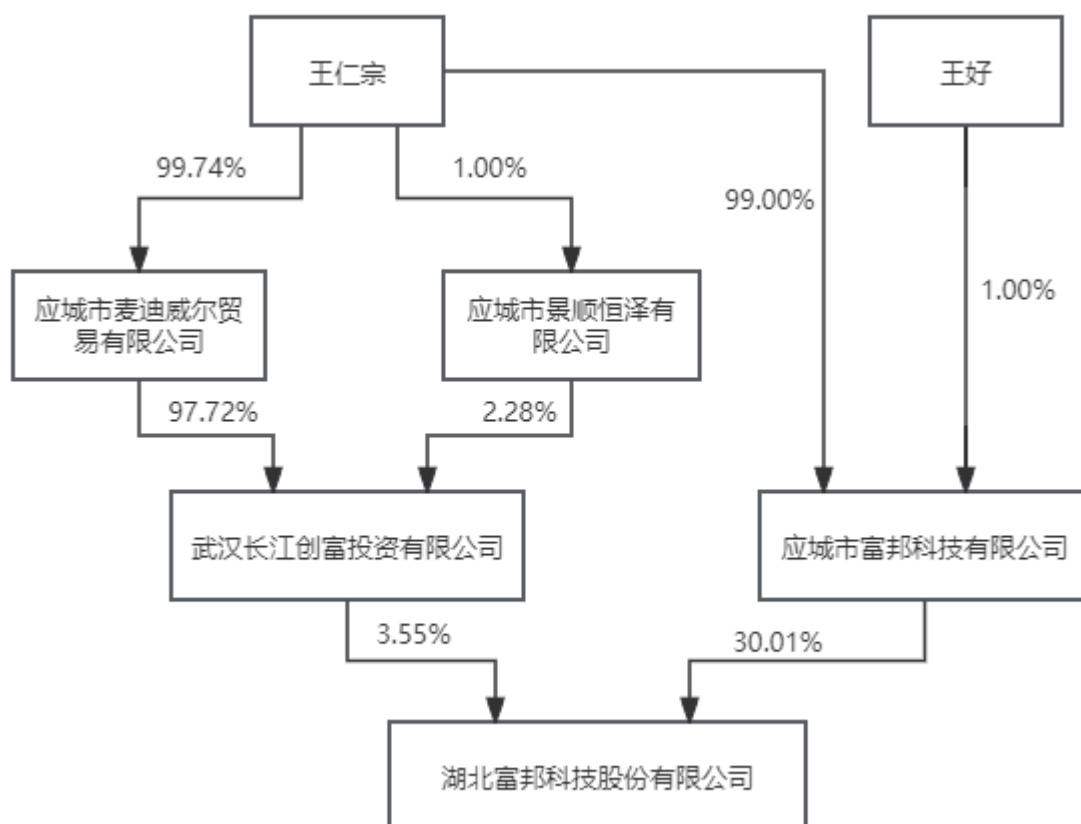 王仁宗
王好
99.74%
1.00%
99.00%
1.00%
应城市麦迪威尔贸
易有限公司
应城市景顺恒泽有
限公司
97.72%
2.28%
武汉长江创富投资有限公司
应城市富邦科技有限公司
3.55%
30.01%
湖北富邦科技股份有限公司